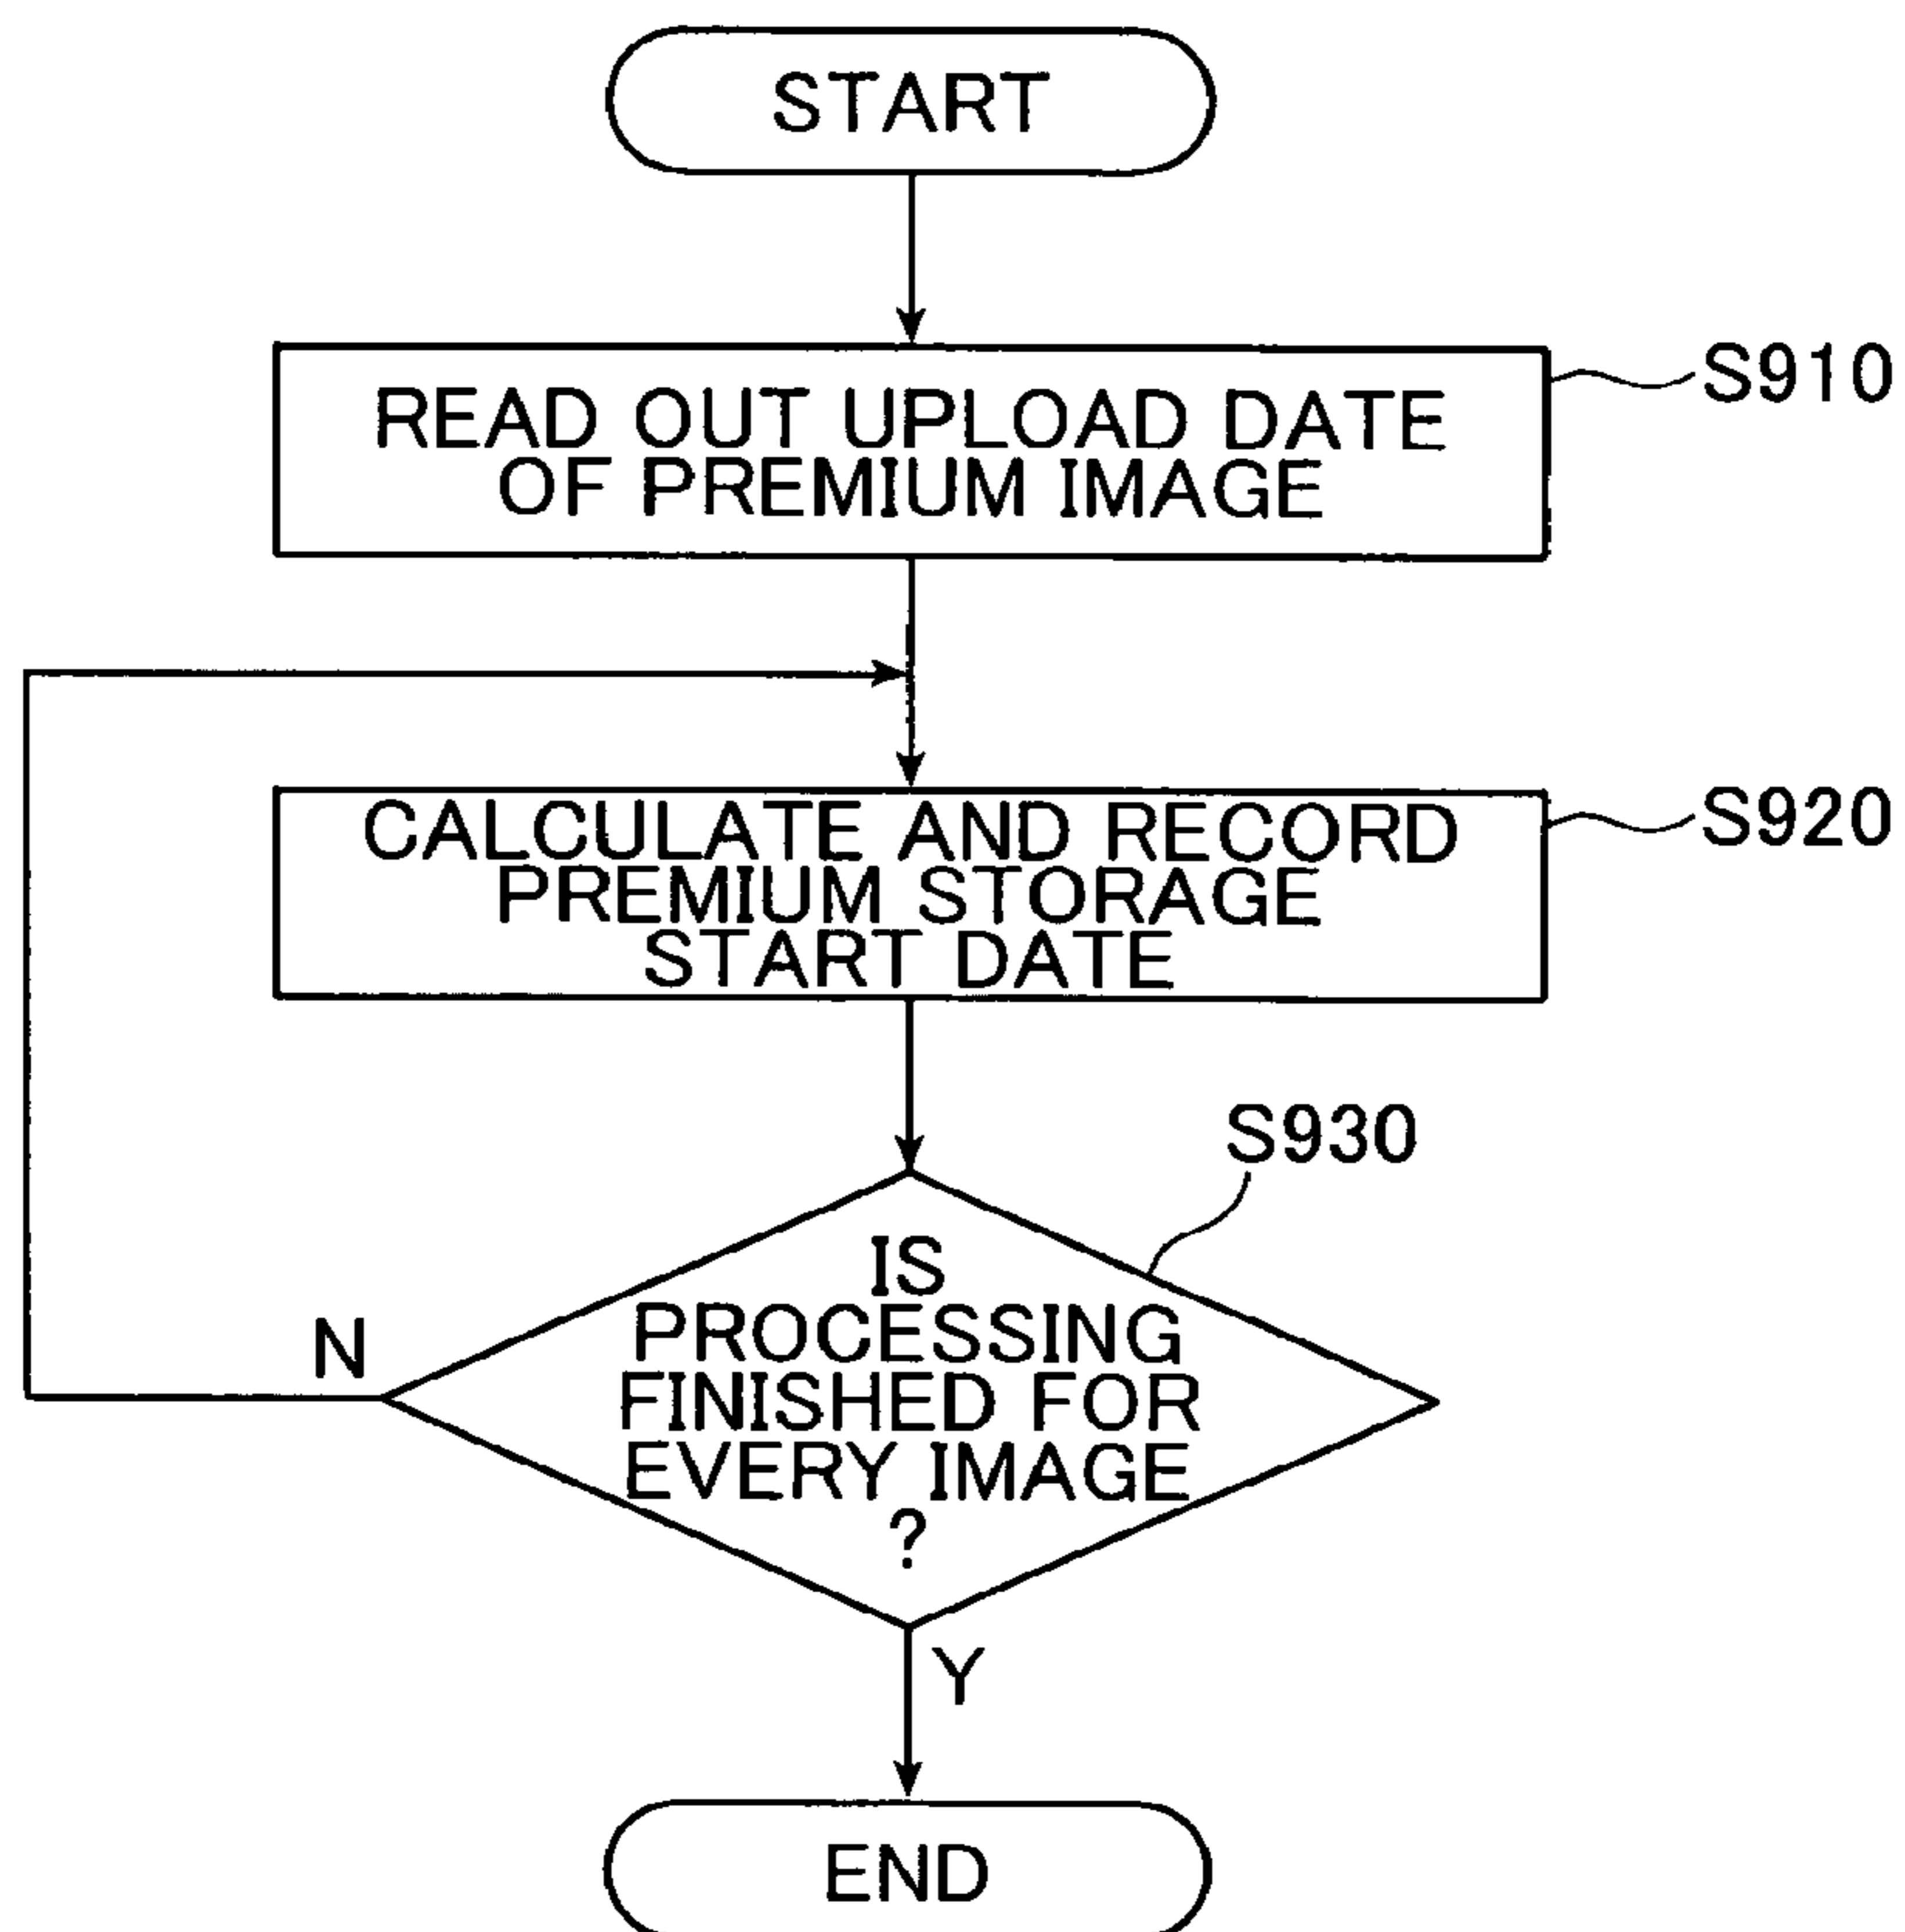 START
READ OUT UPLOAD DATE
OF PREMIUM IMAGE
S910
CALCULATE AND RECORD
PREMIUM STORAGE
START DATE
S920
S930
IS
PROCESSING
FINISHED FOR
EVERY IMAGE
?
N
Y
END